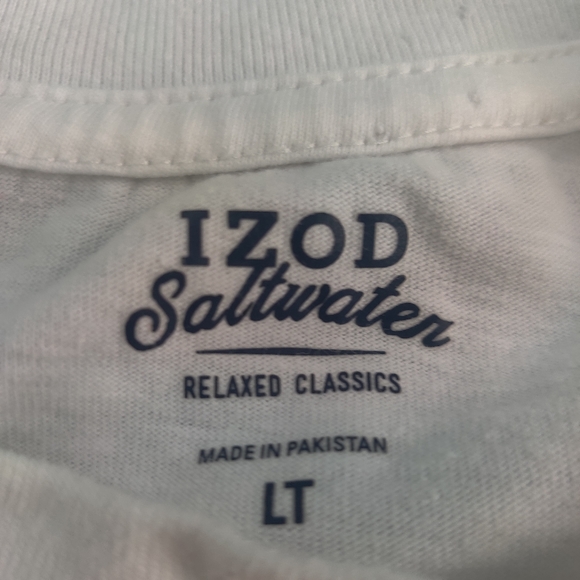 IZOD
Saltwater
RELAXED CLASSICS
MADE IN PAKISTAN
LT